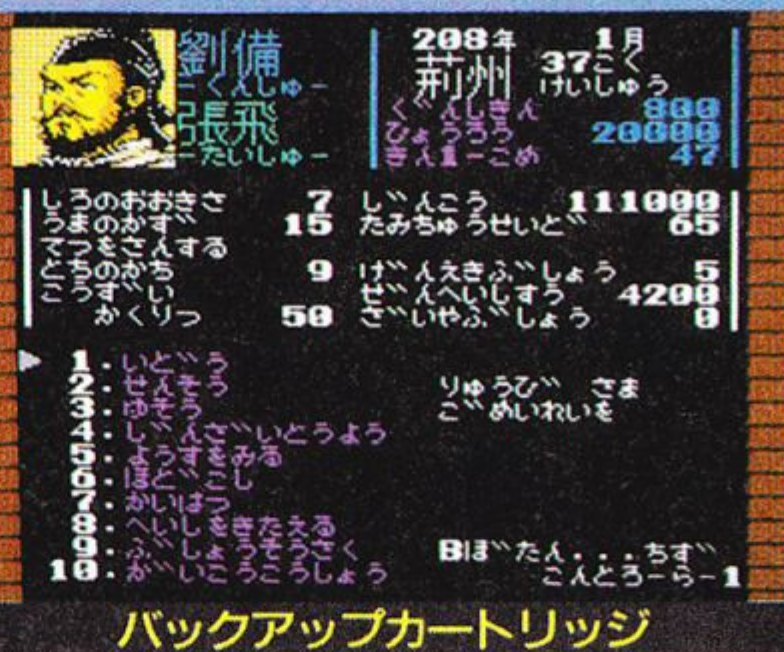 劉備
-くんしゅ-
張飛
-たいしゅ-
208年 1月
荊州 37こく
けいしゅう
ぐんしきん 800
ひょうろう 20000
きん1-こめ 47
しろのおおきさ 7
うまのかず 15
てつをさんする
とちのかち 9
こうずい
かくりつ 50
じんこう 111000
たみちゅうせいど 65
げんえきぶしょう 5
ぜんへいしすう 4200
ざいやぶしょう 0
1.いどう
2.せんそう
3.ゆそう
4.じんざいとうよう
5.ようすをみる
6.ほどこし
7.かいはつ
8.へいしをきたえる
9.ぶしょうそうさく
10.がいこうこうしょう
りゅうび さま
ごめいれいを
Bぼたん...ちず
こんとろーらー1
バックアップカートリッジ